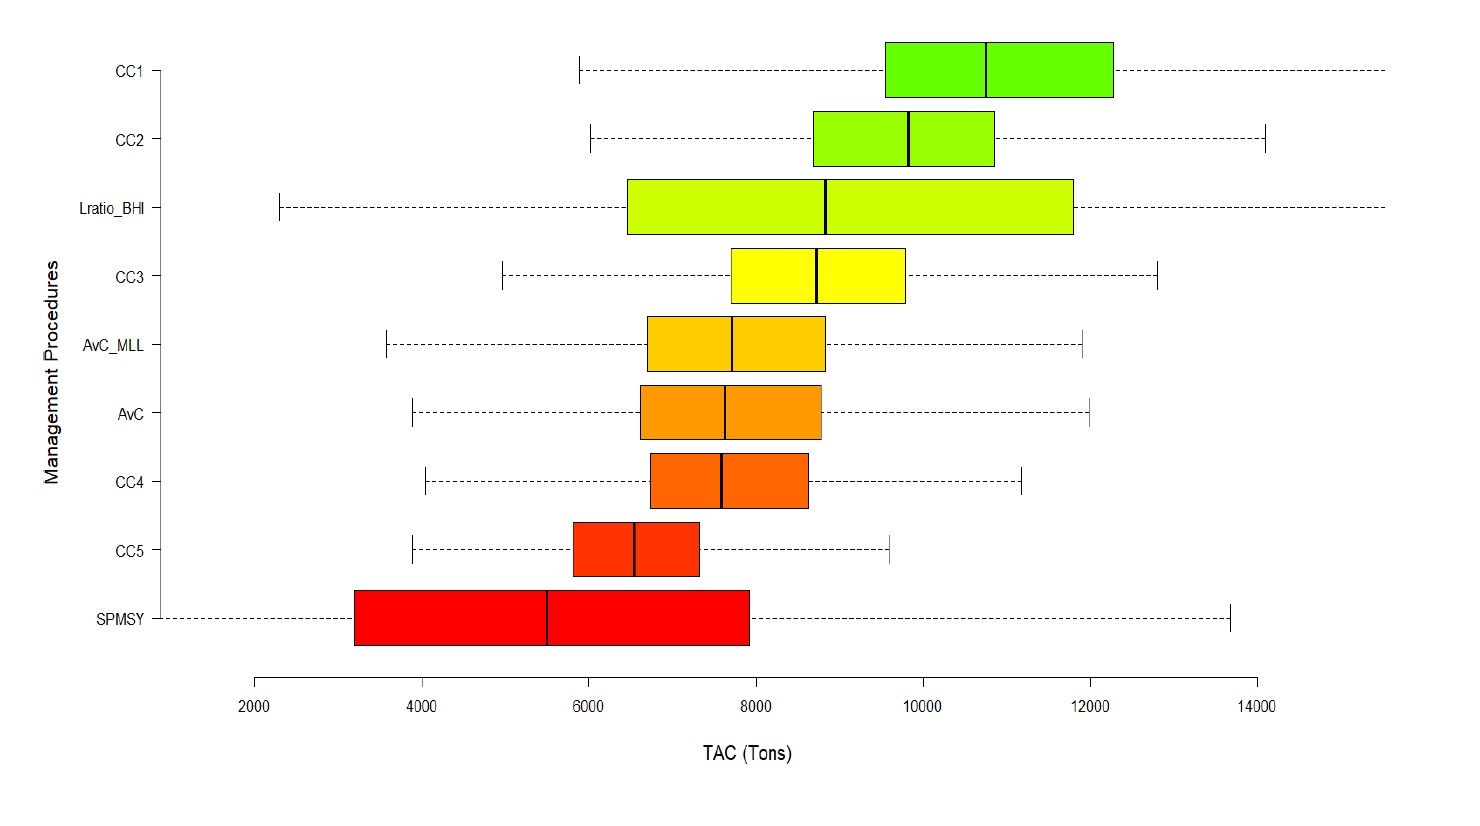 CC1
CC2
Lratio_BHI
CC3
AvC_MLL
AvC
CC4
CC5
SPMSY
Management Procedures
2000 4000 6000 8000 10000 12000 14000
TAC (Tons)